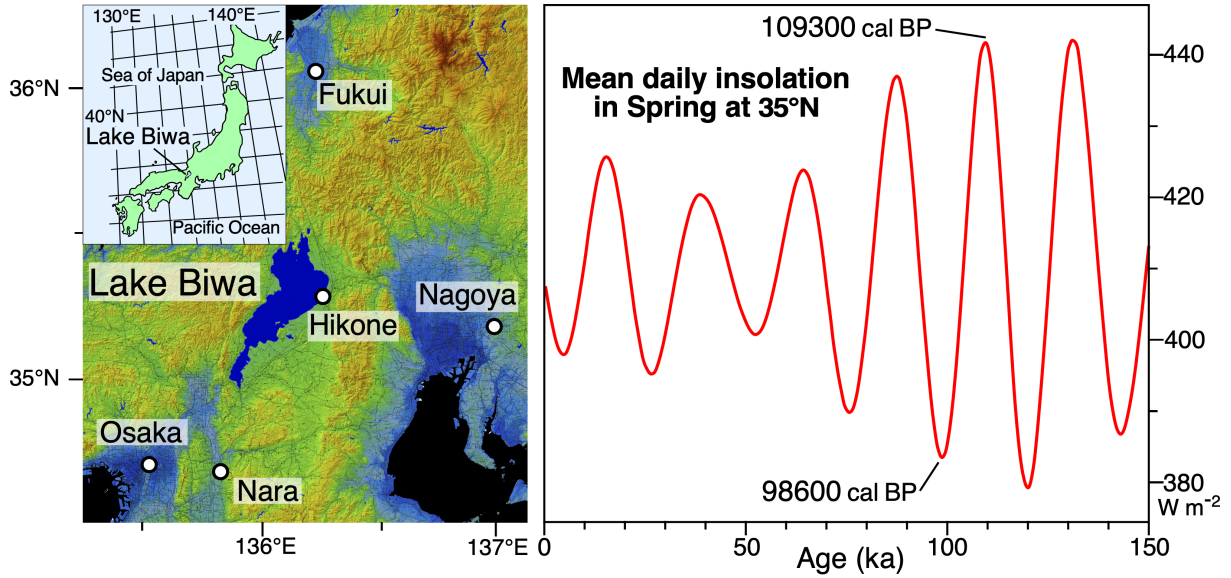 130°E
140°E
Sea of Japan
40°N
Lake Biwa
Pacific Ocean
36°N
35°N
Fukui
Lake Biwa
Hikone
Nagoya
Osaka
Nara
136°E
137°E
109300 cal BP
Mean daily insolation
in Spring at 35°N
98600 cal BP
440
420
400
380
W m⁻²
0
50
100
150
Age (ka)